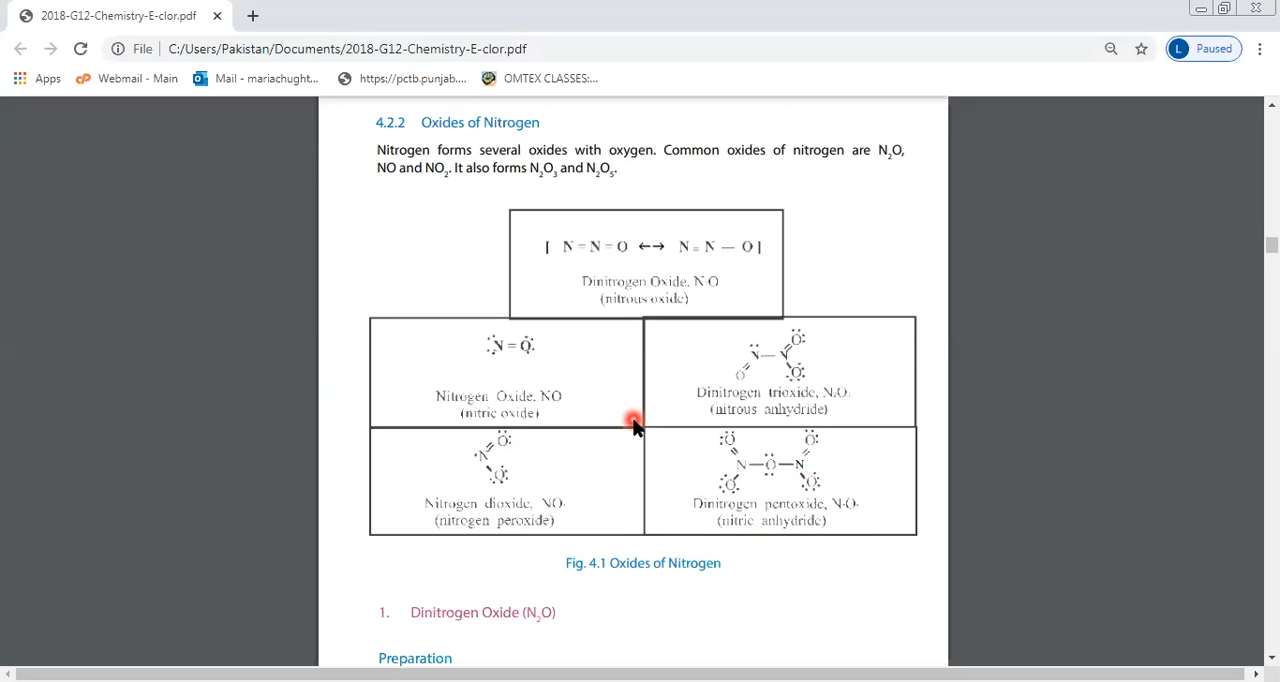 2018-G12-Chemistry-E-clor.pdf
File C:/Users/Pakistan/Documents/2018-G12-Chemistry-E-clor.pdf
L Paused
Apps Webmail - Main Mail - mariachught... https://pctb.punjab.... OMTEX CLASSES:...
4.2.2 Oxides of Nitrogen
Nitrogen forms several oxides with oxygen. Common oxides of nitrogen are N₂O,
NO and NO₂. It also forms N₂O₃ and N₂O₅.
[ N = N = O ↔ N = N — O ]
Dinitrogen Oxide,
(nitrous oxide)
N = O
Nitrogen Oxide, NO
(nitric oxide)
Dinitrogen trioxide,
(nitrous anhydride)
Nitrogen dioxide,
(nitrogen peroxide)
Dinitrogen pentoxide,
(nitric anhydride)
Fig. 4.1 Oxides of Nitrogen
1. Dinitrogen Oxide (N₂O)
Preparation